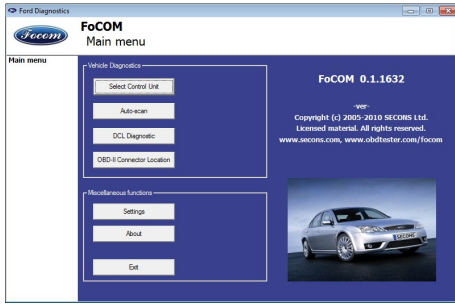 Ford Diagnostics
Focom
FoCOM
Main menu
Main menu
Vehicle Diagnostics
Select Control Unit
Auto-scan
DCL Diagnostic
OBD-II Connector Location
Miscellaneous functions
Settings
About
Exit
FoCOM 0.1.1632
-ver-
Copyright (c) 2005-2010 SECONS Ltd.
Licensed material. All rights reserved.
www.secons.com, www.obdtester.com/focom
SECONS